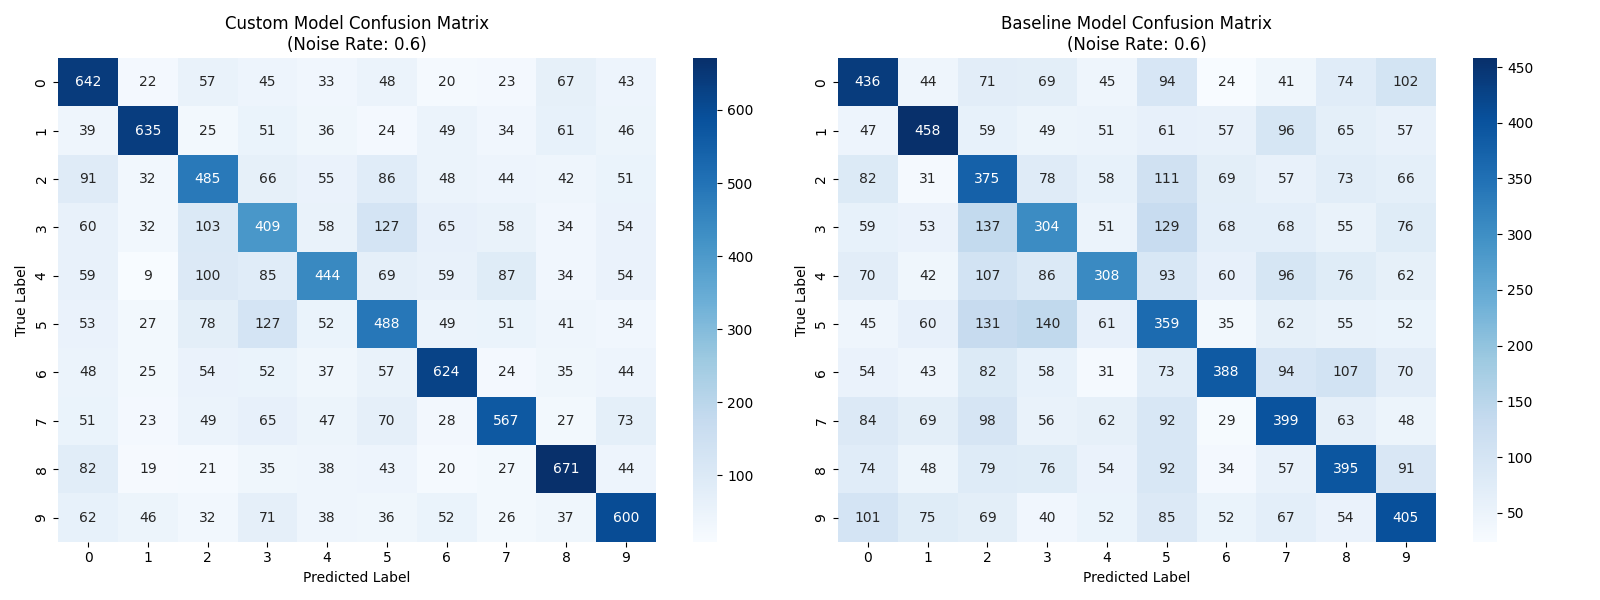 Custom Model Confusion Matrix
(Noise Rate: 0.6)
True Label
0 642 22 57 45 33 48 20 23 67 43
1 39 635 25 51 36 24 49 34 61 46
2 91 32 485 66 55 86 48 44 42 51
3 60 32 103 409 58 127 65 58 34 54
4 59 9 100 85 444 69 59 87 34 54
5 53 27 78 127 52 488 49 51 41 34
6 48 25 54 52 37 57 624 24 35 44
7 51 23 49 65 47 70 28 567 27 73
8 82 19 21 35 38 43 20 27 671 44
9 62 46 32 71 38 36 52 26 37 600
0 1 2 3 4 5 6 7 8 9
Predicted Label
600
500
400
300
200
100
Baseline Model Confusion Matrix
(Noise Rate: 0.6)
True Label
0 436 44 71 69 45 94 24 41 74 102
1 47 458 59 49 51 61 57 96 65 57
2 82 31 375 78 58 111 69 57 73 66
3 59 53 137 304 51 129 68 68 55 76
4 70 42 107 86 308 93 60 96 76 62
5 45 60 131 140 61 359 35 62 55 52
6 54 43 82 58 31 73 388 94 107 70
7 84 69 98 56 62 92 29 399 63 48
8 74 48 79 76 54 92 34 57 395 91
9 101 75 69 40 52 85 52 67 54 405
0 1 2 3 4 5 6 7 8 9
Predicted Label
450
400
350
300
250
200
150
100
50